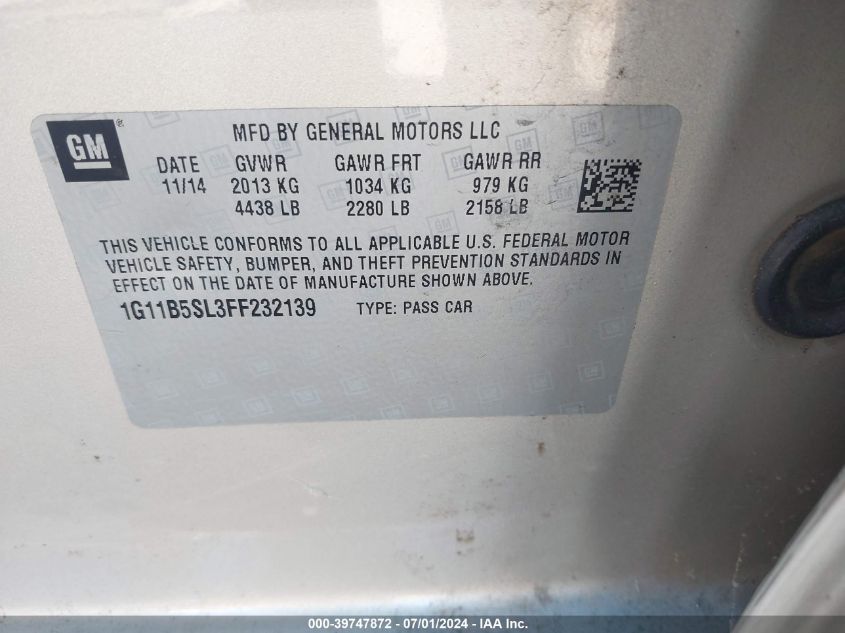 GM ® MFD BY GENERAL MOTORS LLC
DATE GVWR GAWR FRT GAWR RR
11/14 2013 KG 1034 KG 979 KG
4438 LB 2280 LB 2158 LB
THIS VEHICLE CONFORMS TO ALL APPLICABLE U.S. FEDERAL MOTOR
VEHICLE SAFETY, BUMPER, AND THEFT PREVENTION STANDARDS IN
EFFECT ON THE DATE OF MANUFACTURE SHOWN ABOVE.
1G11B5SL3FF232139 TYPE: PASS CAR
000-39747872 - 07/01/2024 - IAA Inc.